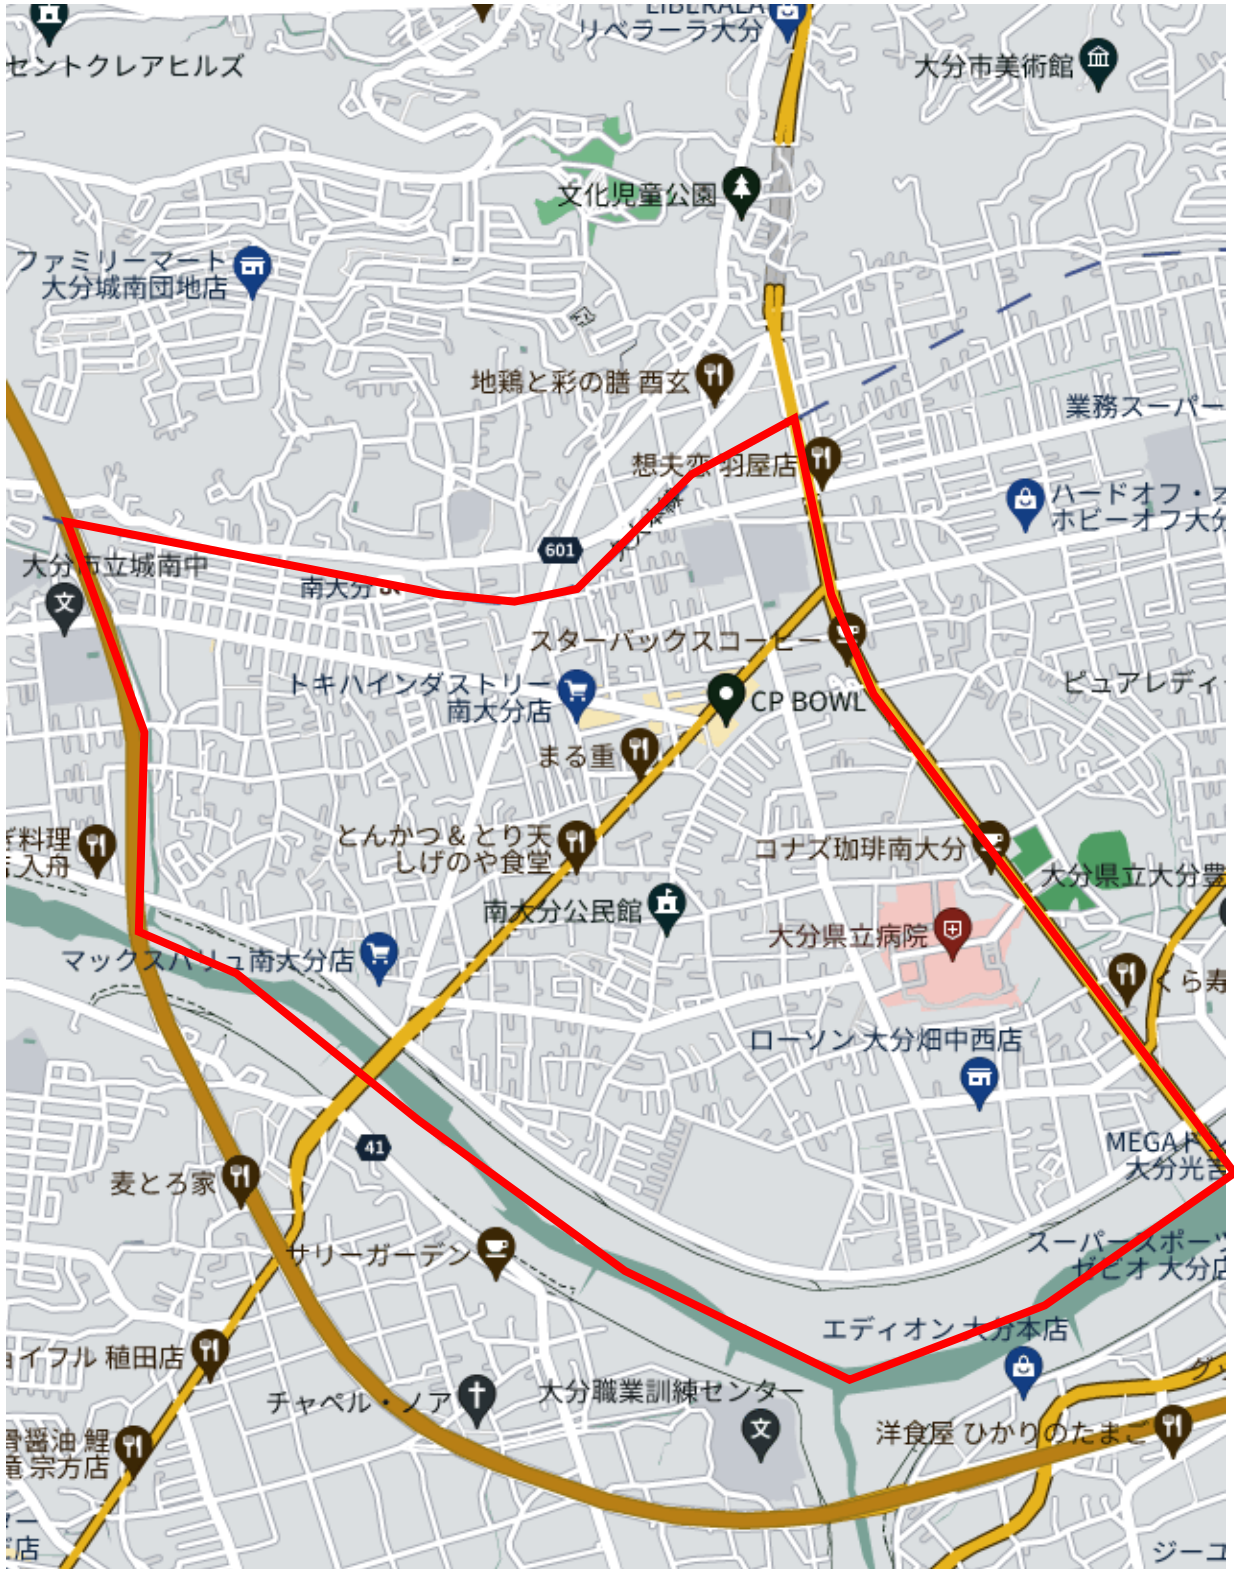 LIBERALA
リベラーラ大分
セントクレアヒルズ
大分市美術館
文化児童公園
ファミリーマート
大分城南団地店
地鶏と彩の膳 酉玄
業務スーパー
想夫恋 羽屋店
ハードオフ・オ
ホビーオフ大分
601
大分市立城南中
南大分
スターバックスコーヒー
トキハインダストリー
南大分店
CP BOWL
ピュアレディ
まる重
とんかつ & とり天
しげのや食堂
料理
入舟
コナズ珈琲南大分
大分県立大分豊
南大分公民館
大分県立病院
マックスバリュ南大分店
くら寿
ローソン 大分畑中西店
41
MEGAド
大分光吉
麦とろ家
サリーガーデン
スーパースポーツ
ゼビオ 大分店
エディオン 大分本店
イフル 稙田店
チャペル・ノア
大分職業訓練センター
洋食屋 ひかりのたまご
骨醤油 鯉
竜 宗方店
店
ジーユ